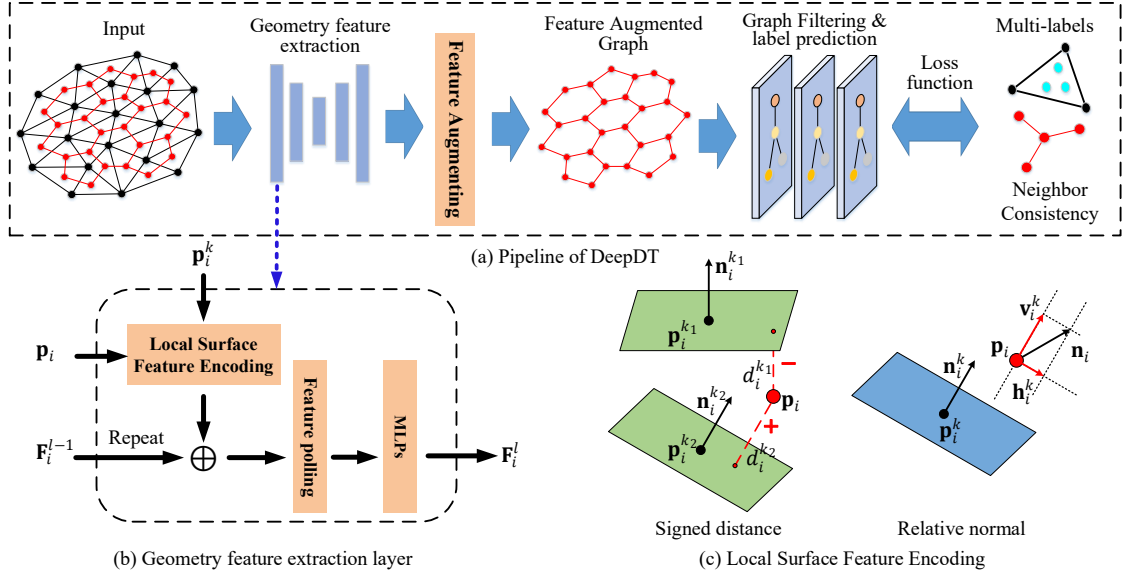 Input
Geometry feature
extraction
Feature Augmenting
Feature Augmented
Graph
Graph Filtering &
label prediction
Loss
function
Multi-labels
Neighbor
Consistency
(a) Pipeline of DeepDT
p_i^k
p_i
Local Surface
Feature Encoding
F_i^{l-1}
Repeat
⊕
Feature polling
MLPs
F_i^l
(b) Geometry feature extraction layer
n_i^{k_1}
p_i^{k_1}
d_i^{k_1}
−
p_i
+
n_i^{k_2}
p_i^{k_2}
d_i^{k_2}
Signed distance
v_i^k
p_i
n_i
n_i^k
h_i^k
p_i^k
Relative normal
(c) Local Surface Feature Encoding